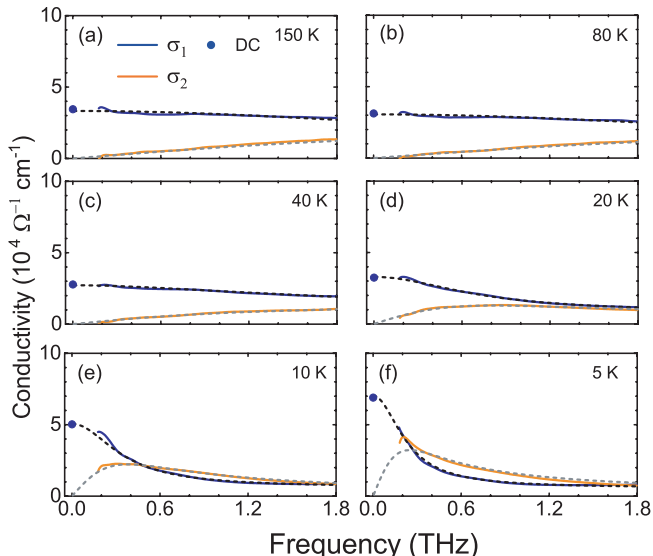 10
(a)
150 K
σ1
DC
σ2
5
0
(b)
80 K
10
(c)
40 K
5
0
(d)
20 K
10
(e)
10 K
5
0
(f)
5 K
0.0 0.6 1.2 1.8
0.0 0.6 1.2 1.8
Conductivity (10⁴ Ω⁻¹ cm⁻¹)
Frequency (THz)